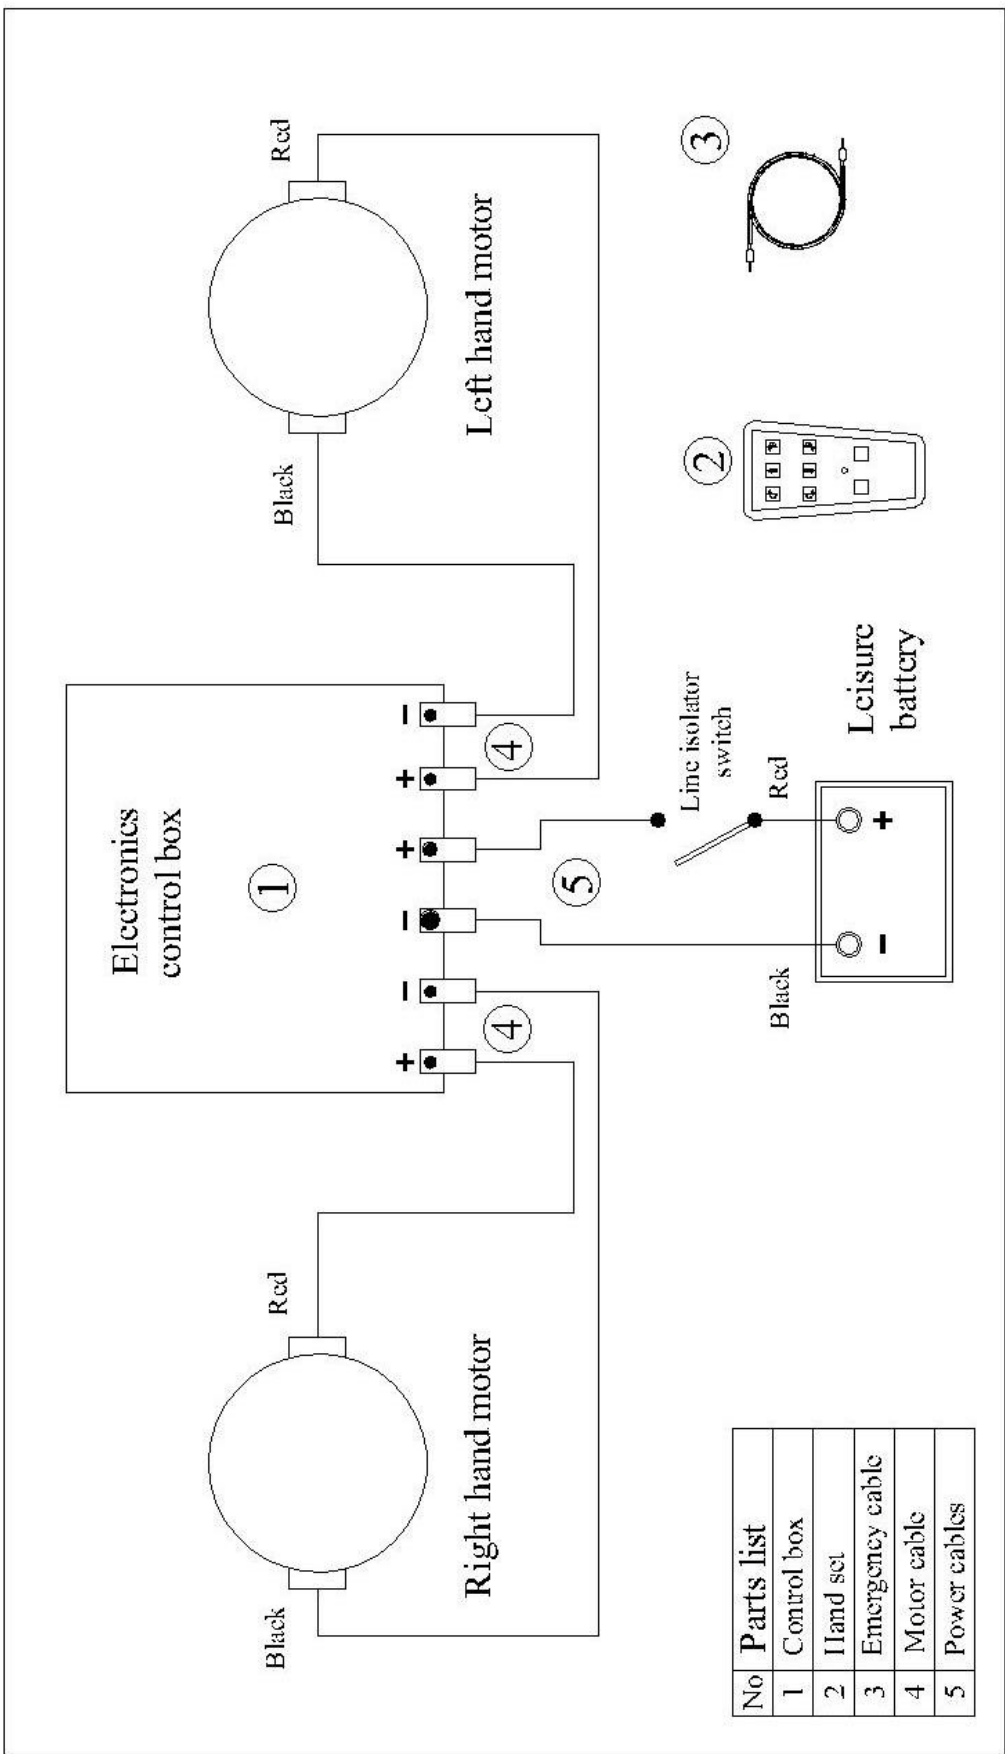 Electronics
control box
1
Black
Red
Black
Red
+ − − + + −
Right hand motor
Left hand motor
4
4
5
Line isolator
switch
Black
Red
2
3
− +
Leisure
battery
No Parts list
1 Control box
2 Hand set
3 Emergency cable
4 Motor cable
5 Power cables